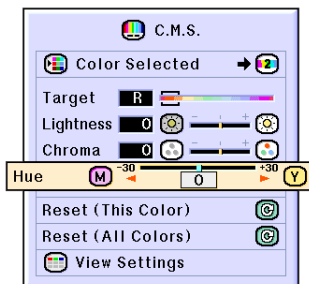 C.M.S.
Color Selected 2
Target R
Lightness 0 - +
Chroma 0 - +
Hue M -30 0 +30 Y
Reset (This Color)
Reset (All Colors)
View Settings